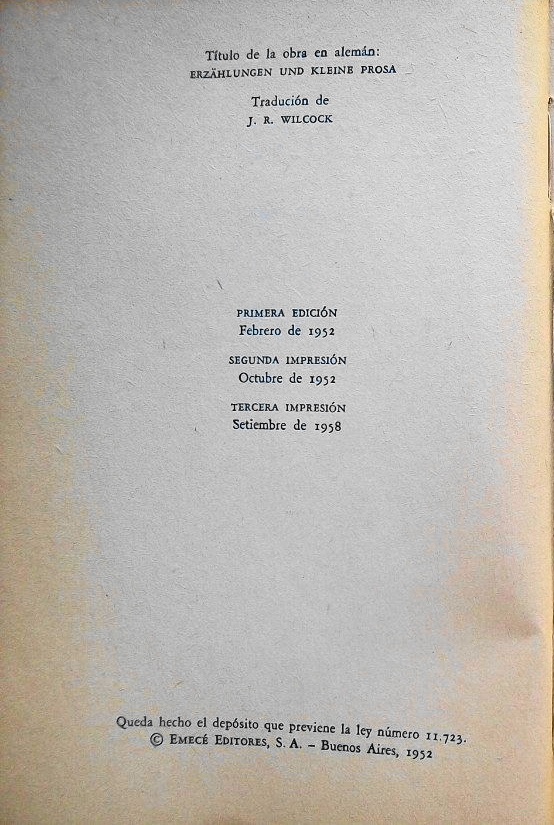 Título de la obra en alemán:
ERZÄHLUNGEN UND KLEINE PROSA
Tradución de
J. R. WILCOCK
PRIMERA EDICIÓN
Febrero de 1952
SEGUNDA IMPRESIÓN
Octubre de 1952
TERCERA IMPRESIÓN
Setiembre de 1958
Queda hecho el depósito que previene la ley número 11.723.
© EMECÉ EDITORES, S. A. – Buenos Aires, 1952